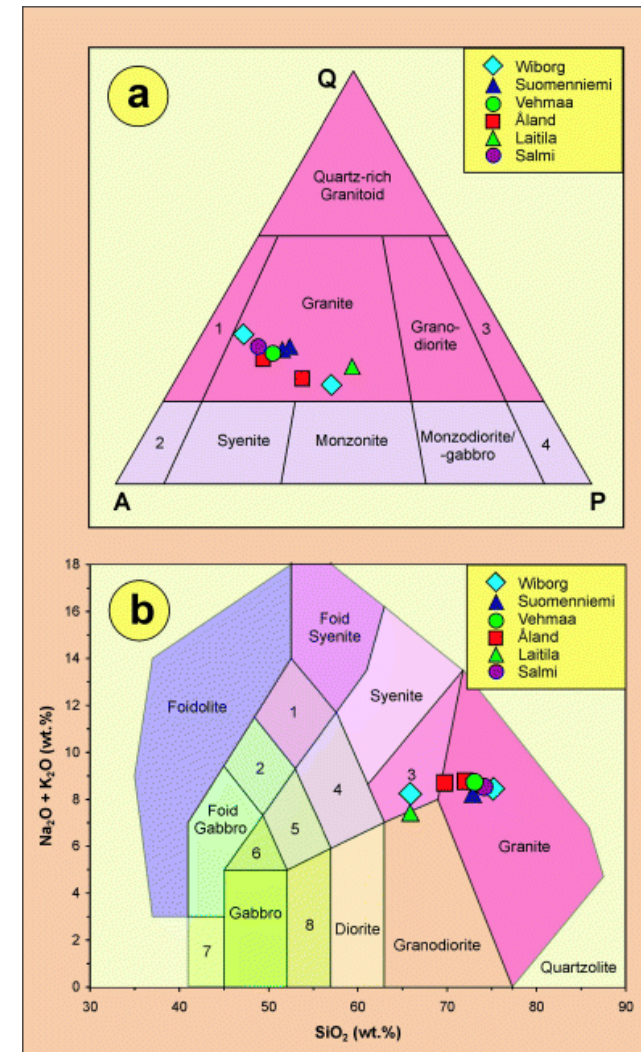 a
Q
Wiborg
Suomenniemi
Vehmaa
Åland
Laitila
Salmi
Quartz-rich
Granitoid
1
Granite
Grano-
diorite
3
2
Syenite
Monzonite
Monzodiorite/
-gabbro
4
A
P
b
Wiborg
Suomenniemi
Vehmaa
Åland
Laitila
Salmi
18
16
14
12
10
8
6
4
2
0
Na₂O + K₂O (wt.%)
Foid
Syenite
Foidolite
Syenite
1
2
3
4
Foid
Gabbro
5
6
Granite
Gabbro
7
8
Diorite
Granodiorite
Quartzolite
30 40 50 60 70 80 90
SiO₂ (wt.%)